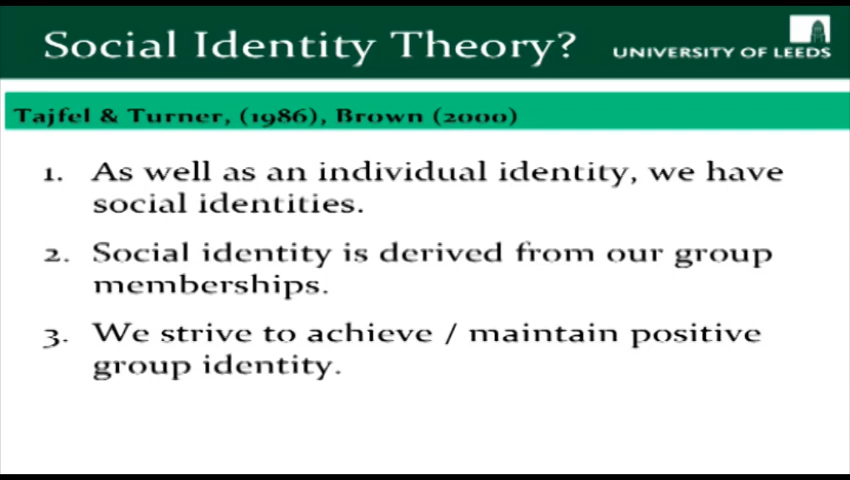 Social Identity Theory?
UNIVERSITY OF LEEDS
Tajfel & Turner, (1986), Brown (2000)
1. As well as an individual identity, we have
social identities.
2. Social identity is derived from our group
memberships.
3. We strive to achieve / maintain positive
group identity.